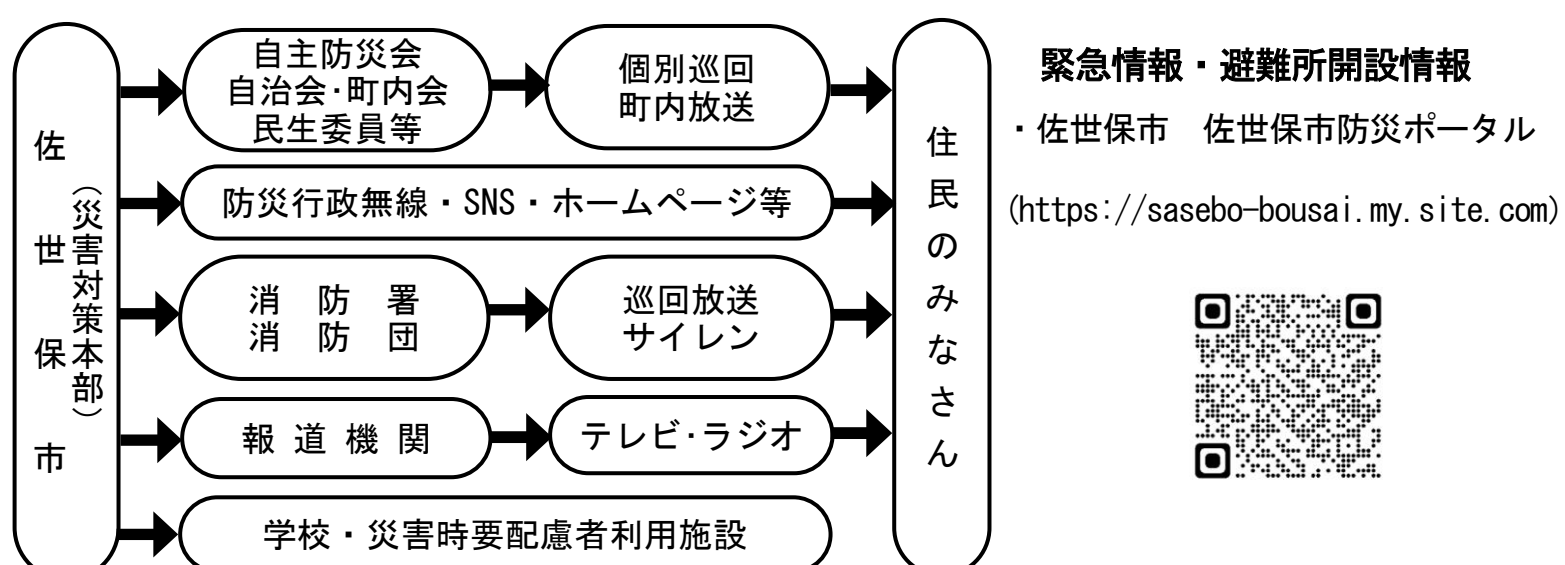 佐世保市
（災害対策本部）
自主防災会
自治会・町内会
民生委員等
個別巡回
町内放送
防災行政無線・SNS・ホームページ等
消防署
消防団
巡回放送
サイレン
報道機関
テレビ・ラジオ
学校・災害時要配慮者利用施設
住民のみなさん
緊急情報・避難所開設情報
・佐世保市　佐世保市防災ポータル
(https://sasebo-bousai.my.site.com)